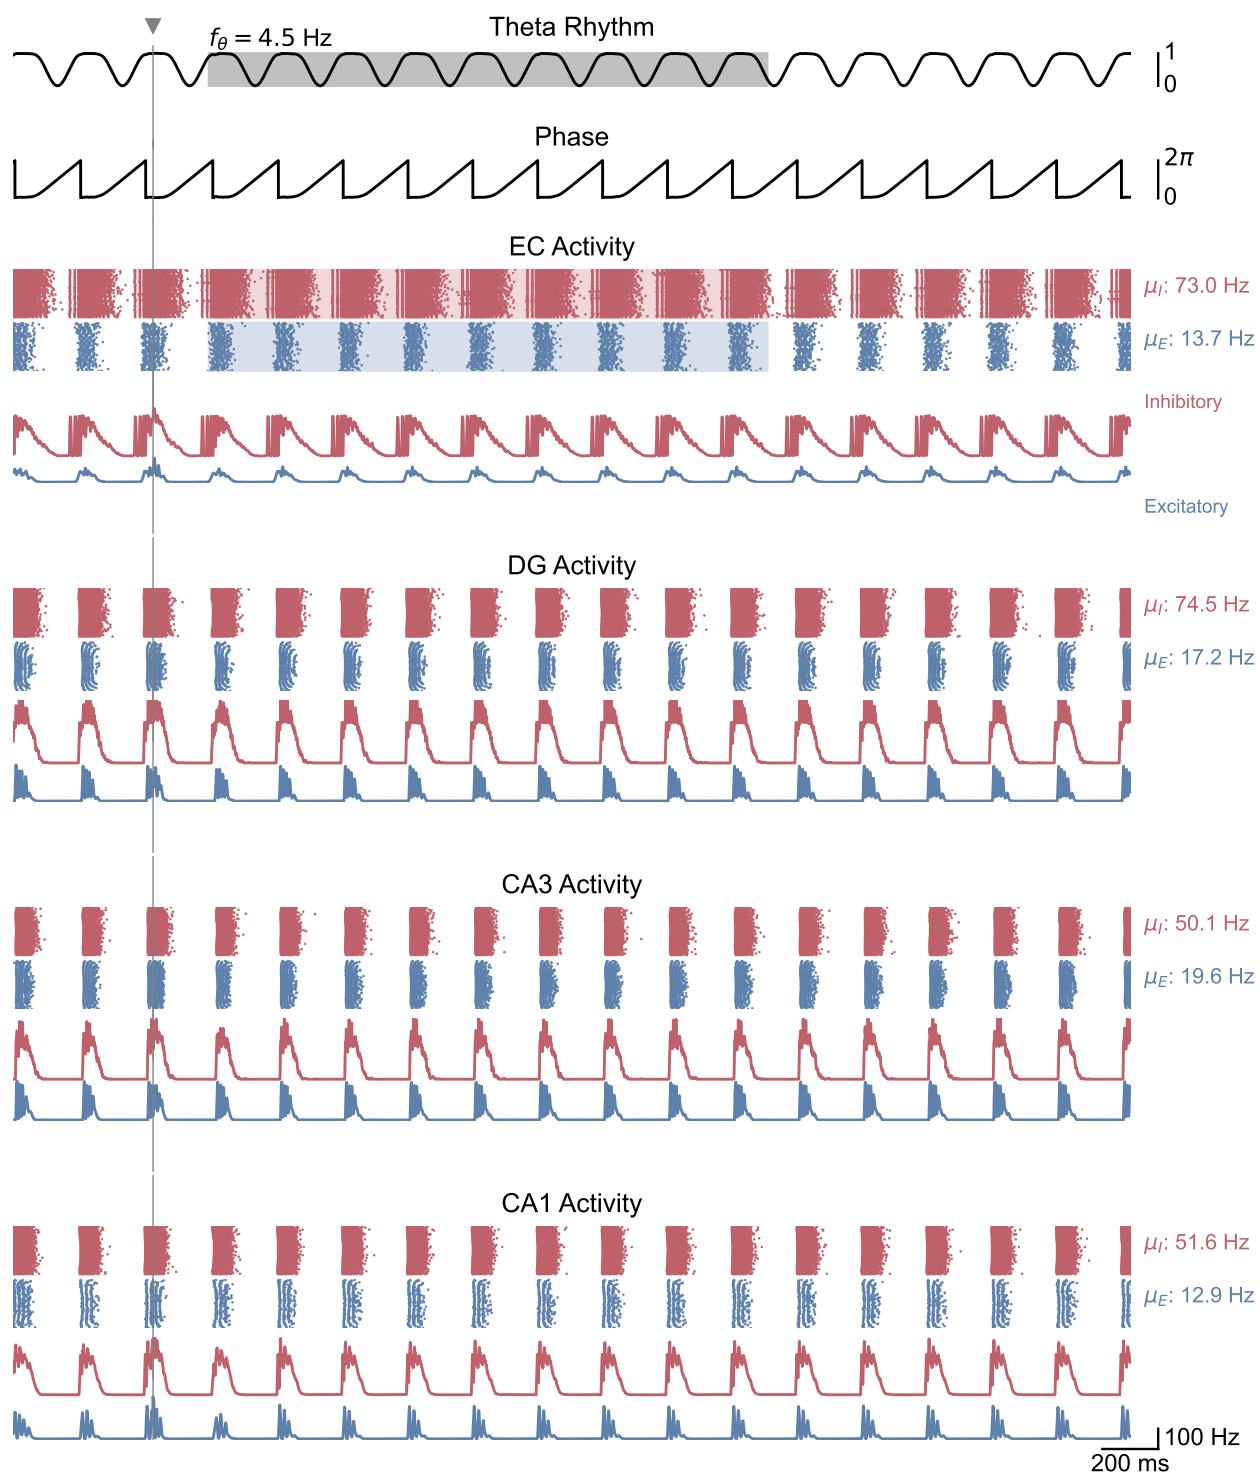 Theta Rhythm
f_θ = 4.5 Hz
1
0
Phase
2π
0
EC Activity
μ_I: 73.0 Hz
μ_E: 13.7 Hz
Inhibitory
Excitatory
DG Activity
μ_I: 74.5 Hz
μ_E: 17.2 Hz
CA3 Activity
μ_I: 50.1 Hz
μ_E: 19.6 Hz
CA1 Activity
μ_I: 51.6 Hz
μ_E: 12.9 Hz
100 Hz
200 ms